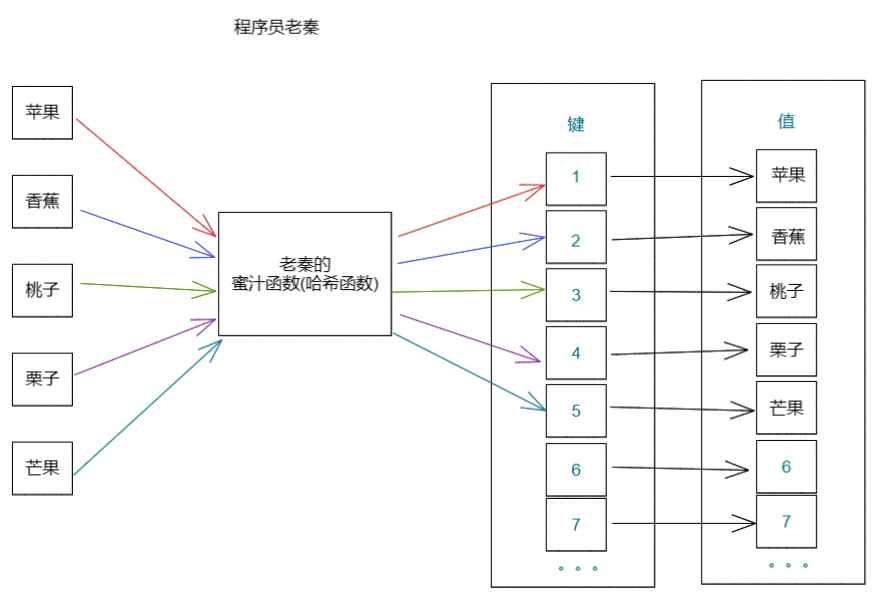 程序员老秦
苹果
香蕉
桃子
栗子
芒果
老秦的
蜜汁函数(哈希函数)
键
1
2
3
4
5
6
7
值
苹果
香蕉
桃子
栗子
芒果
6
7